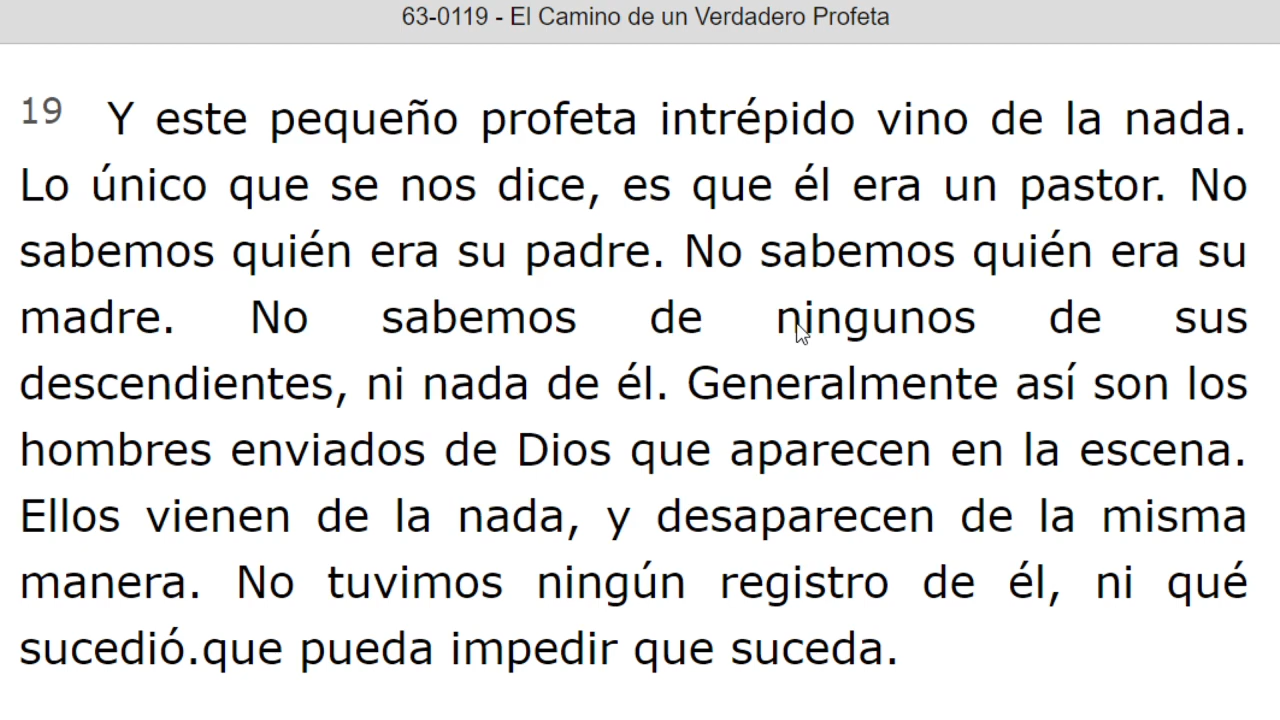 63-0119 - El Camino de un Verdadero Profeta
19 Y este pequeño profeta intrépido vino de la nada.
Lo único que se nos dice, es que él era un pastor. No
sabemos quién era su padre. No sabemos quién era su
madre. No sabemos de ningunos de sus
descendientes, ni nada de él. Generalmente así son los
hombres enviados de Dios que aparecen en la escena.
Ellos vienen de la nada, y desaparecen de la misma
manera. No tuvimos ningún registro de él, ni qué
sucedió.que pueda impedir que suceda.